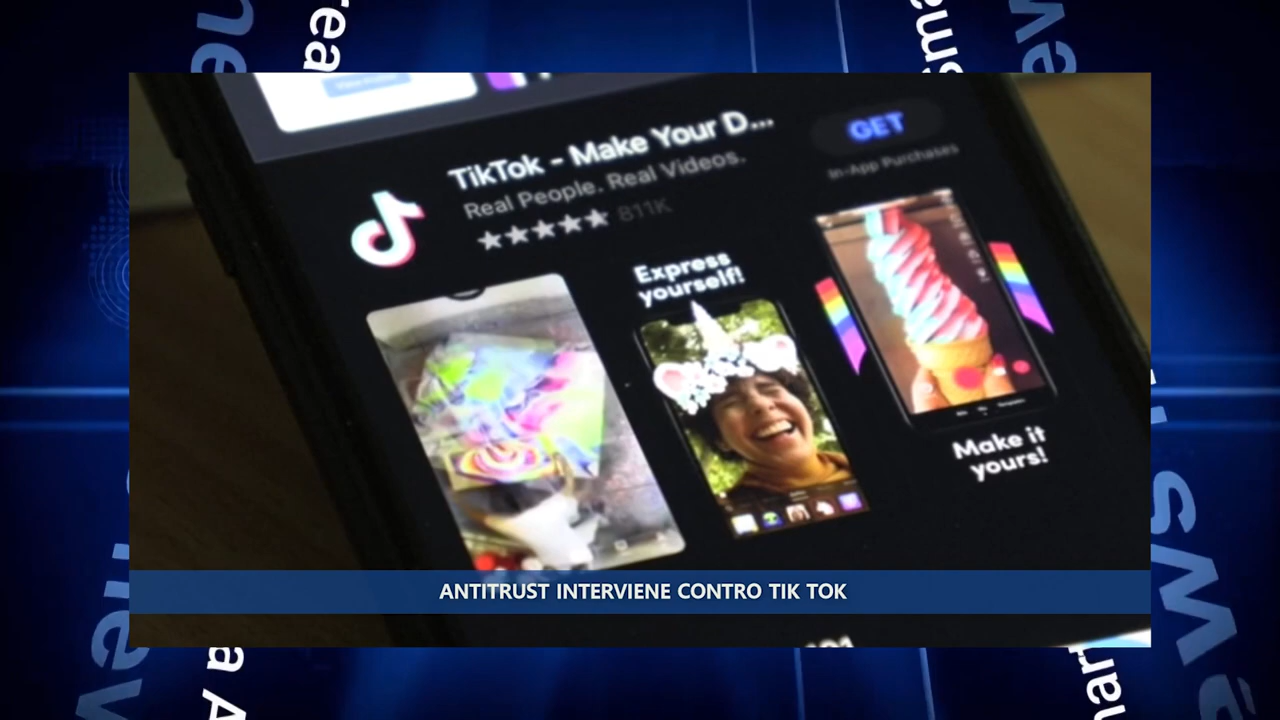 TikTok - Make Your D...
GET
Real People. Real Videos.
In-App Purchases
811K
Express
yourself!
Make it
yours!
ANTITRUST INTERVIENE CONTRO TIK TOK